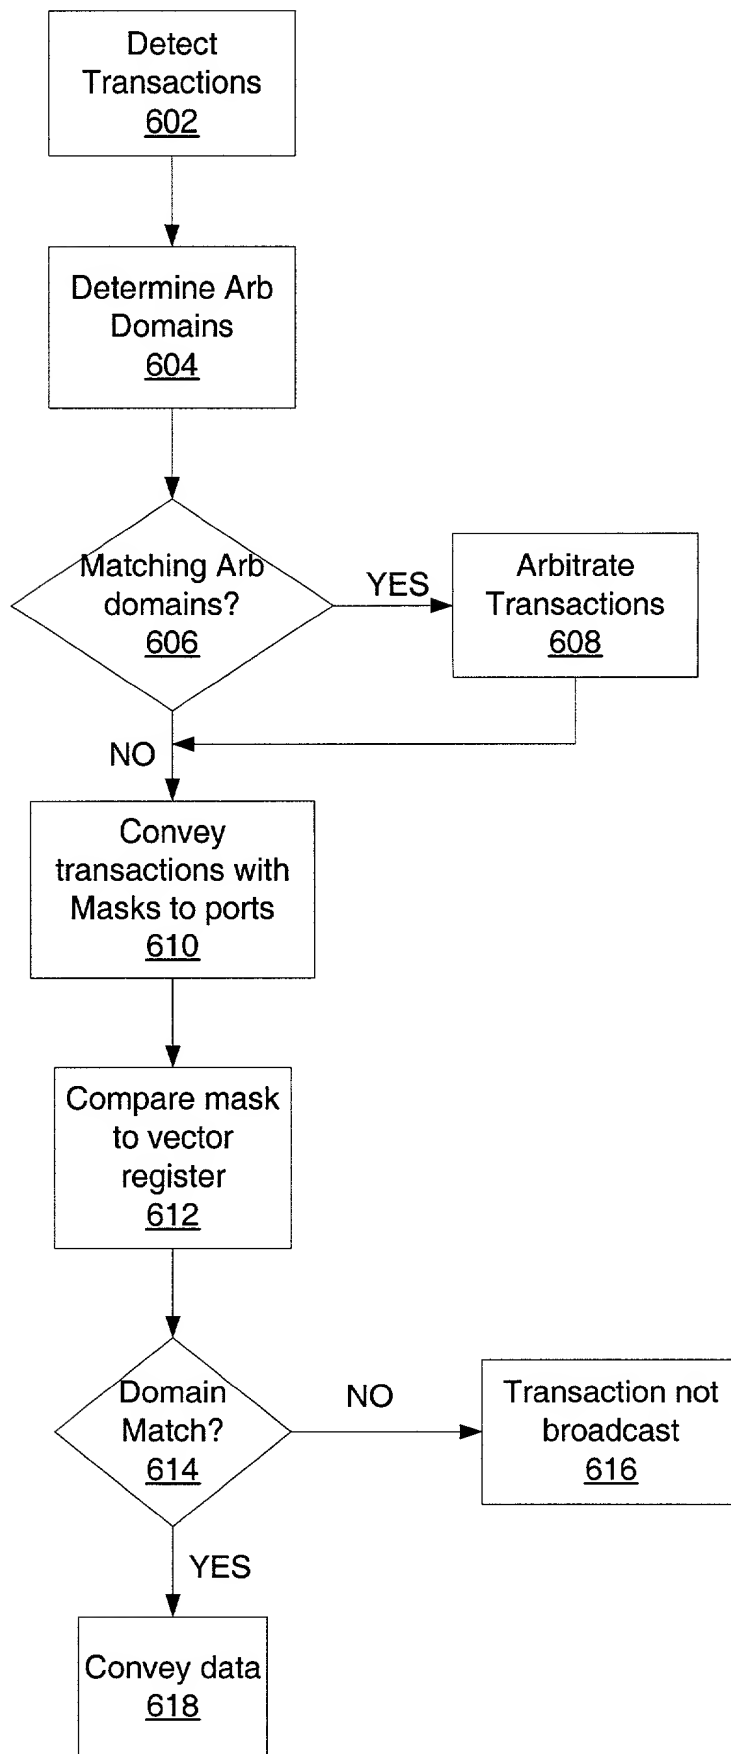 Detect
Transactions
602
Determine Arb
Domains
604
Matching Arb
domains?
606
YES
Arbitrate
Transactions
608
NO
Convey
transactions with
Masks to ports
610
Compare mask
to vector
register
612
Domain
Match?
614
NO
Transaction not
broadcast
616
YES
Convey data
618